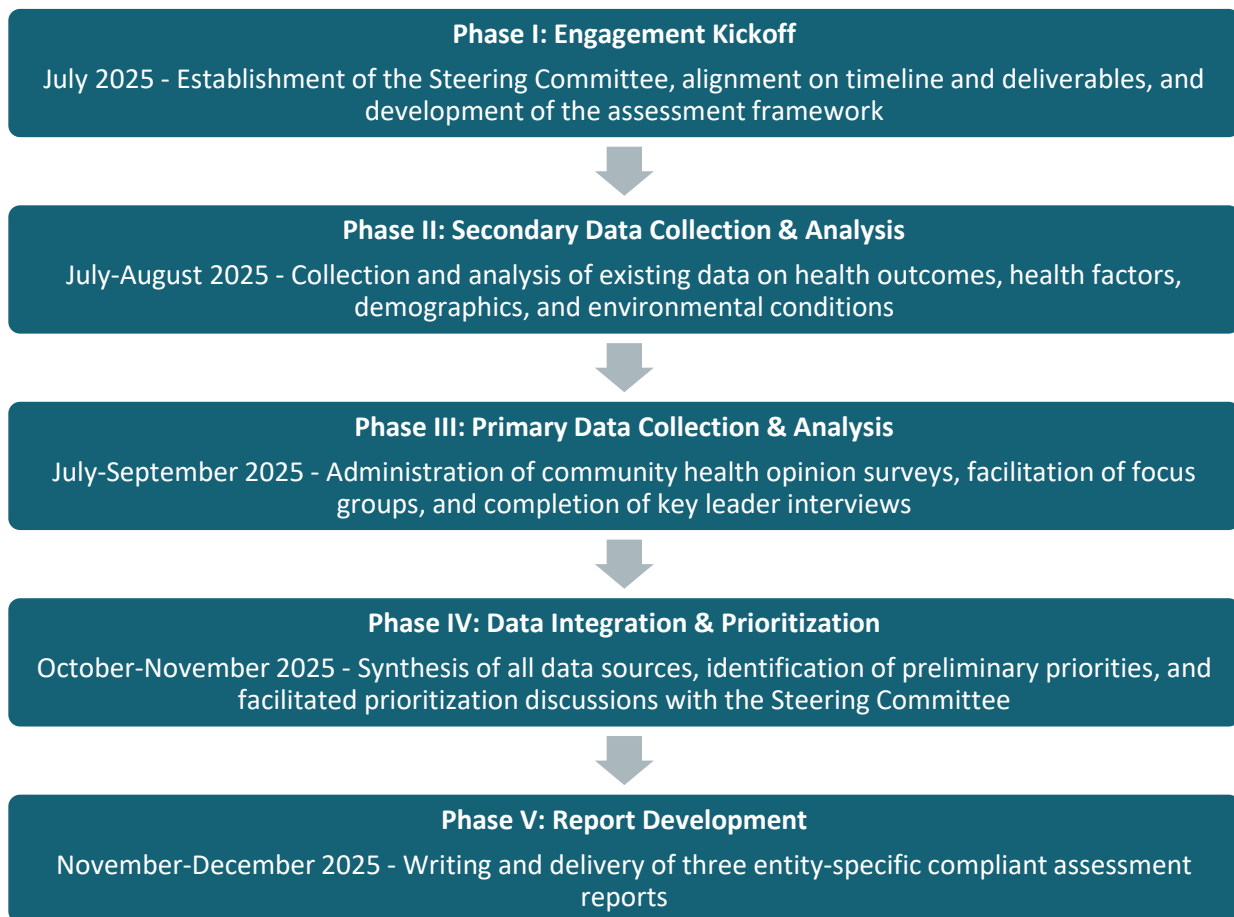 Phase I: Engagement Kickoff
July 2025 - Establishment of the Steering Committee, alignment on timeline and deliverables, and
development of the assessment framework
Phase II: Secondary Data Collection & Analysis
July-August 2025 - Collection and analysis of existing data on health outcomes, health factors,
demographics, and environmental conditions
Phase III: Primary Data Collection & Analysis
July-September 2025 - Administration of community health opinion surveys, facilitation of focus
groups, and completion of key leader interviews
Phase IV: Data Integration & Prioritization
October-November 2025 - Synthesis of all data sources, identification of preliminary priorities, and
facilitated prioritization discussions with the Steering Committee
Phase V: Report Development
November-December 2025 - Writing and delivery of three entity-specific compliant assessment
reports